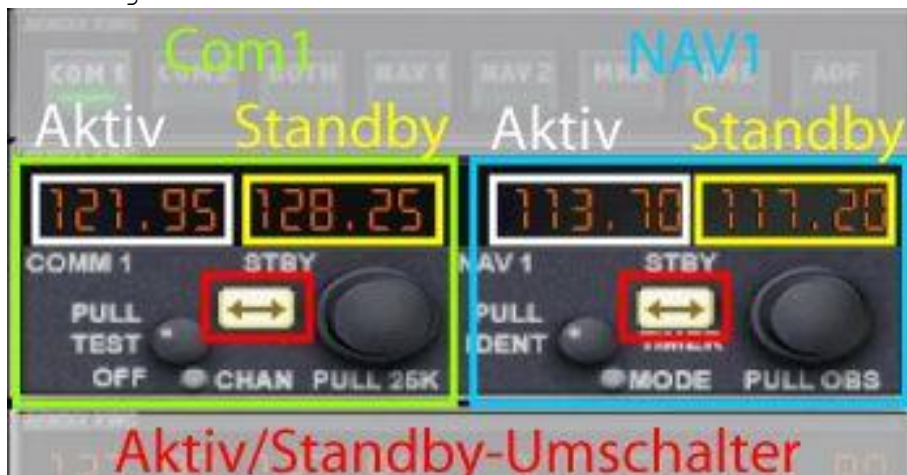 Com1 NAV1
COM 1 BOTH NAV 1 NAV 2 ADF
Aktiv Standby Aktiv Standby
121.95 128.25 113.70 111.20
COMM 1 STBY NAV 1 STBY
PULL TEST PULL IDENT TIMER
OFF CHAN PULL 25K MODE PULL OBS
Aktiv/Standby-Umschalter